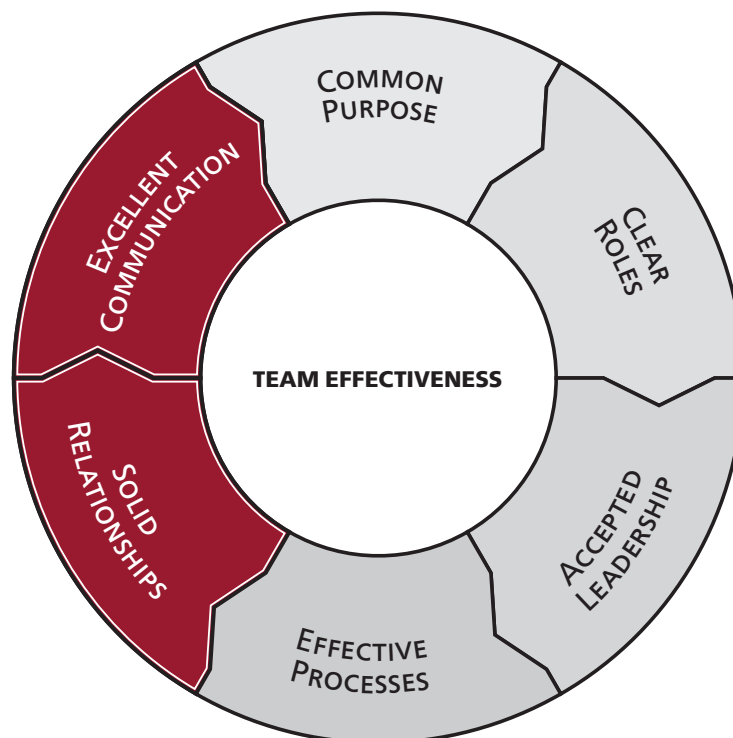 COMMON
PURPOSE
CLEAR
ROLES
ACCEPTED
LEADERSHIP
EFFECTIVE
PROCESSES
SOLID
RELATIONSHIPS
EXCELLENT
COMMUNICATION
TEAM EFFECTIVENESS